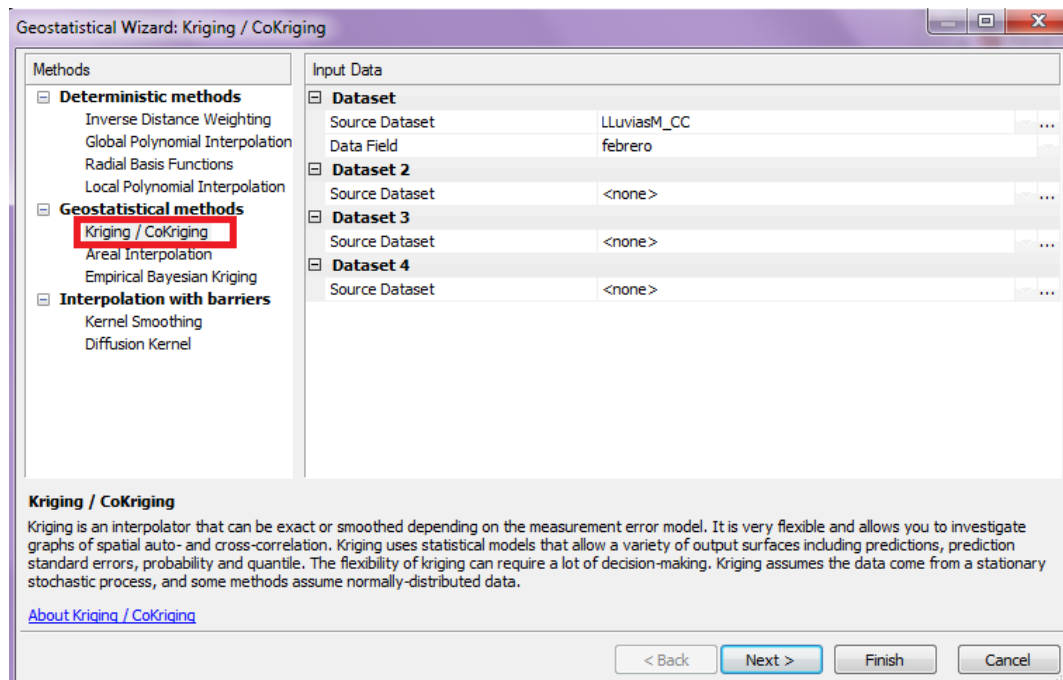 Geostatistical Wizard: Kriging / CoKriging
Methods
Deterministic methods
Inverse Distance Weighting
Global Polynomial Interpolation
Radial Basis Functions
Local Polynomial Interpolation
Geostatistical methods
Kriging / CoKriging
Areal Interpolation
Empirical Bayesian Kriging
Interpolation with barriers
Kernel Smoothing
Diffusion Kernel
Input Data
Dataset
Source Dataset LLuviasM_CC ...
Data Field febrero
Dataset 2
Source Dataset <none> ...
Dataset 3
Source Dataset <none> ...
Dataset 4
Source Dataset <none> ...
Kriging / CoKriging
Kriging is an interpolator that can be exact or smoothed depending on the measurement error model. It is very flexible and allows you to investigate
graphs of spatial auto- and cross-correlation. Kriging uses statistical models that allow a variety of output surfaces including predictions, prediction
standard errors, probability and quantile. The flexibility of kriging can require a lot of decision-making. Kriging assumes the data come from a stationary
stochastic process, and some methods assume normally-distributed data.
About Kriging / CoKriging
< Back Next > Finish Cancel